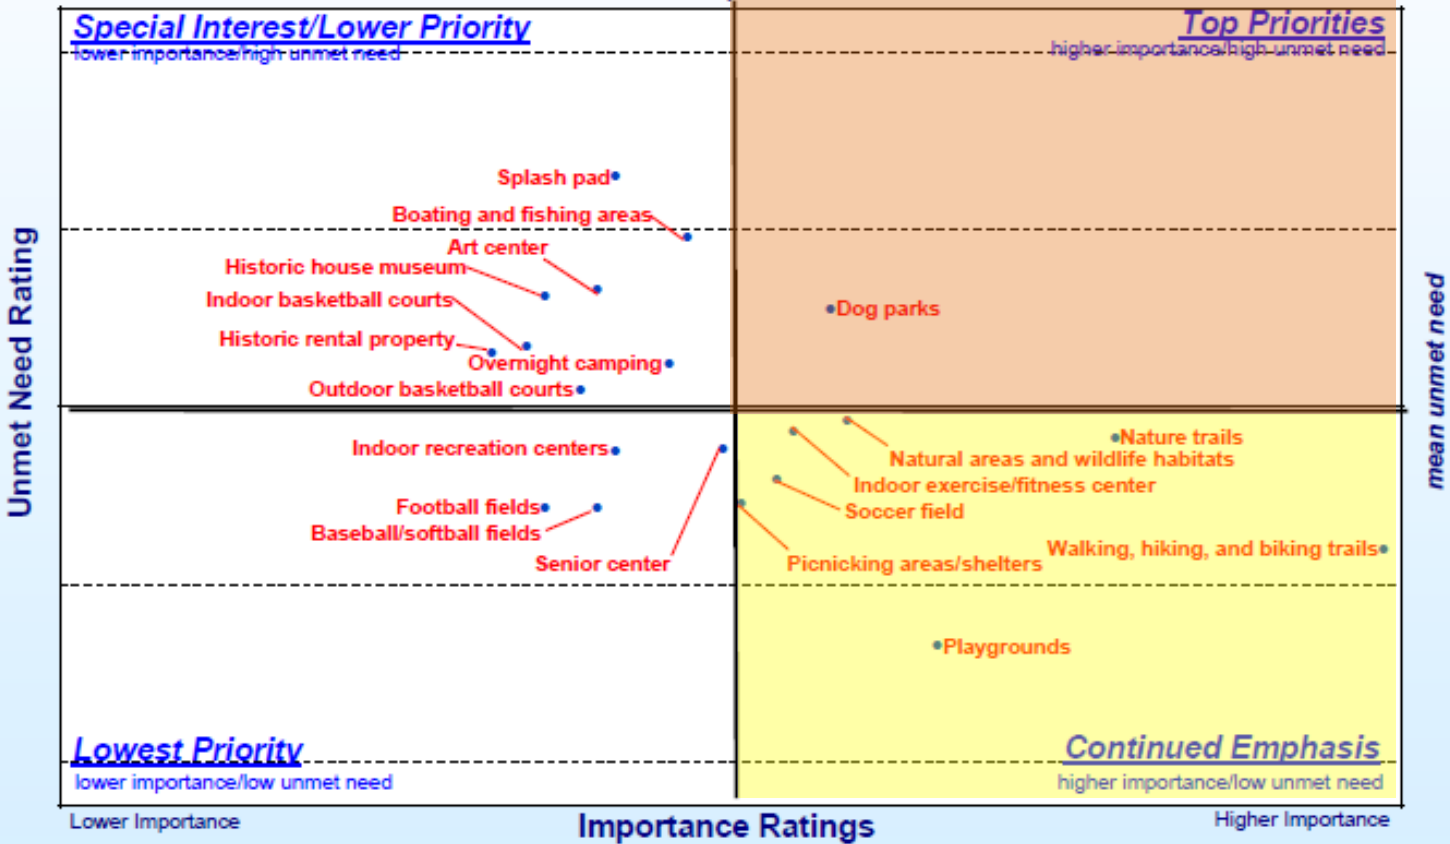 Special Interest/Lower Priority
lower importance/high unmet need
Top Priorities
higher importance/high unmet need
Splash pad
Boating and fishing areas
Art center
Historic house museum
Indoor basketball courts
Historic rental property
Overnight camping
Outdoor basketball courts
Dog parks
Unmet Need Rating
mean unmet need
Indoor recreation centers
Football fields
Baseball/softball fields
Senior center
Nature trails
Natural areas and wildlife habitats
Indoor exercise/fitness center
Soccer field
Picnicking areas/shelters
Walking, hiking, and biking trails
Playgrounds
Lowest Priority
lower importance/low unmet need
Continued Emphasis
higher importance/low unmet need
Lower Importance
Importance Ratings
Higher Importance